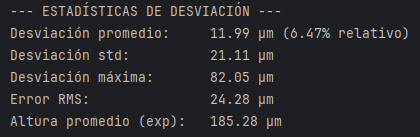 --- ESTADÍSTICAS DE DESVIACIÓN ---
Desviación promedio:     11.99 µm (6.47% relativo)
Desviación std:          21.11 µm
Desviación máxima:       82.05 µm
Error RMS:               24.28 µm
Altura promedio (exp):   185.28 µm